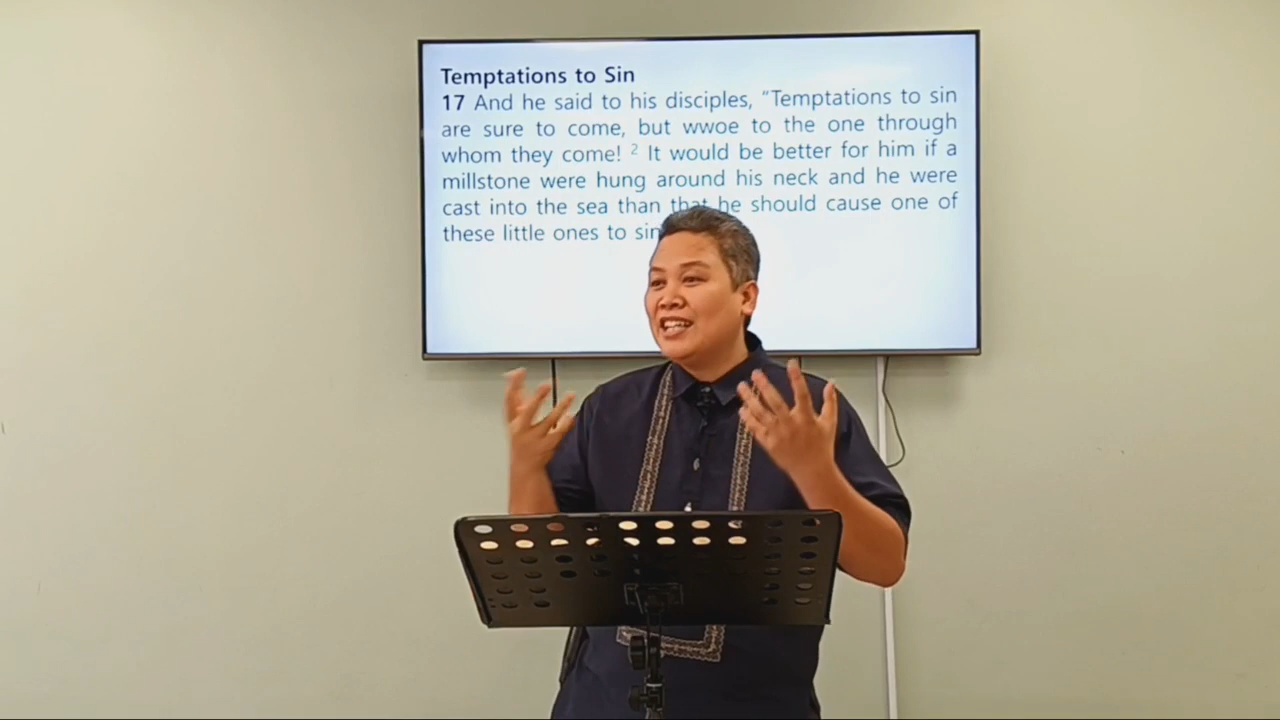 Temptations to Sin
17 And he said to his disciples, “Temptations to sin
are sure to come, but wwoe to the one through
whom they come! 2 It would be better for him if a
millstone were hung around his neck and he were
cast into the sea than that he should cause one of
these little ones to sin